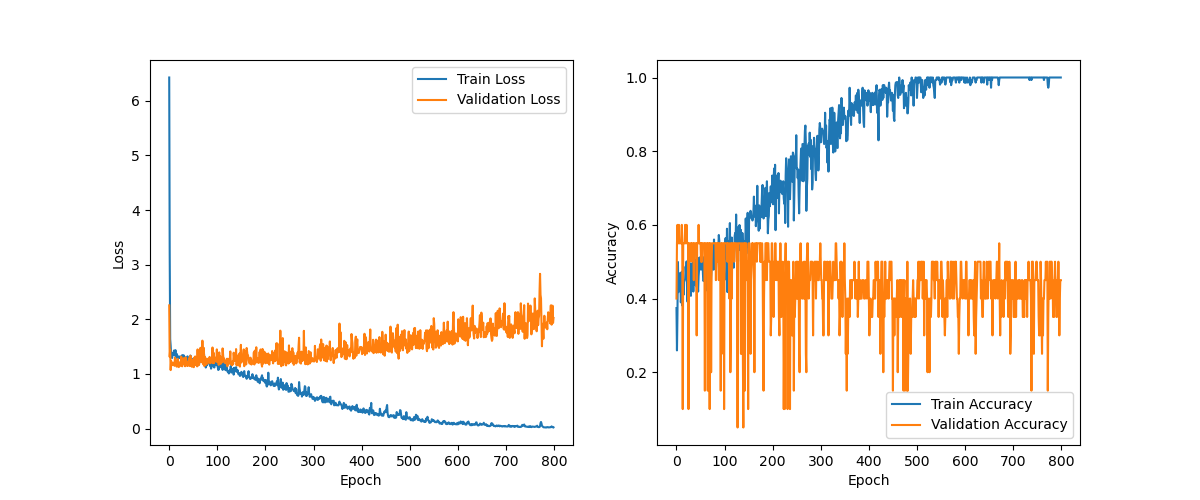 Train Loss
Validation Loss
6
5
4
3
2
1
0
Loss
0 100 200 300 400 500 600 700 800
Epoch
1.0
0.8
0.6
0.4
0.2
Accuracy
Train Accuracy
Validation Accuracy
0 100 200 300 400 500 600 700 800
Epoch